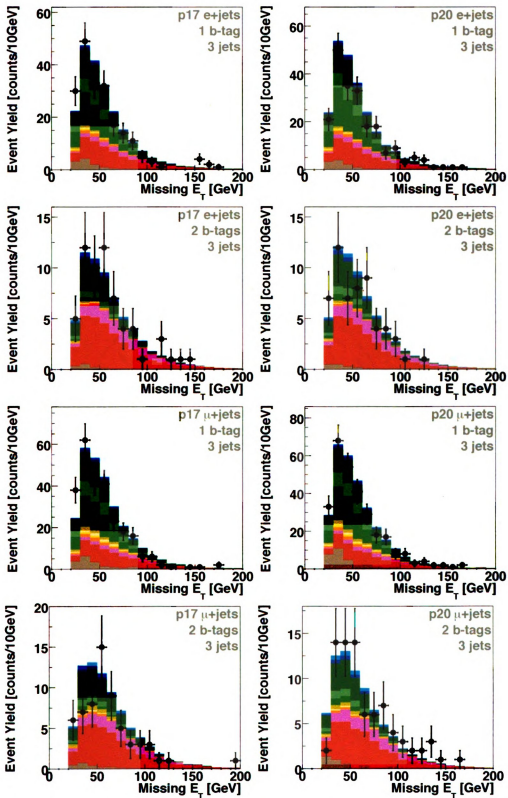 p17 e+jets
1 b-tag
3 jets
Event Yield [counts/10GeV]
60
40
20
0
0 50 100 150 200
Missing E_T [GeV]
p20 e+jets
1 b-tag
3 jets
Event Yield [counts/10GeV]
60
40
20
0
0 50 100 150 200
Missing E_T [GeV]
p17 e+jets
2 b-tags
3 jets
Event Yield [counts/10GeV]
15
10
5
0
0 50 100 150 200
Missing E_T [GeV]
p20 e+jets
2 b-tags
3 jets
Event Yield [counts/10GeV]
15
10
5
0
0 50 100 150 200
Missing E_T [GeV]
p17 μ+jets
1 b-tag
3 jets
Event Yield [counts/10GeV]
60
40
20
0
0 50 100 150 200
Missing E_T [GeV]
p20 μ+jets
1 b-tag
3 jets
Event Yield [counts/10GeV]
80
60
40
20
0
0 50 100 150 200
Missing E_T [GeV]
p17 μ+jets
2 b-tags
3 jets
Event Yield [counts/10GeV]
20
15
10
5
0
0 50 100 150 200
Missing E_T [GeV]
p20 μ+jets
2 b-tags
3 jets
Event Yield [counts/10GeV]
15
10
5
0
0 50 100 150 200
Missing E_T [GeV]